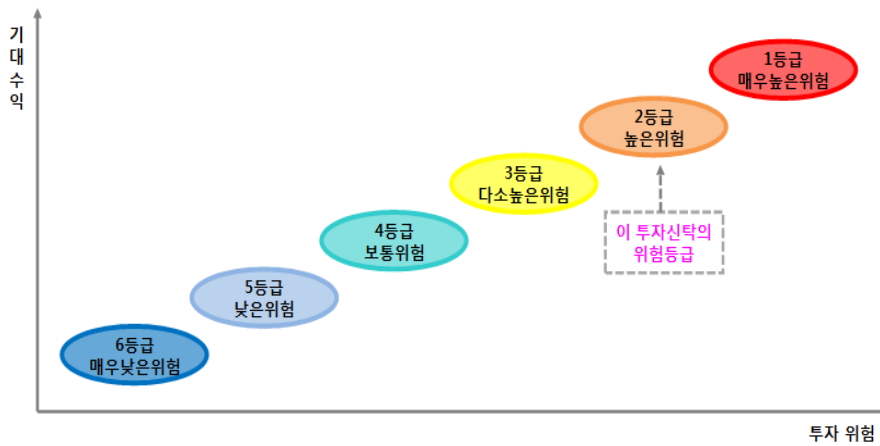 기대수익
1등급
매우높은위험
2등급
높은위험
3등급
다소높은위험
이 투자신탁의
위험등급
4등급
보통위험
5등급
낮은위험
6등급
매우낮은위험
투자 위험